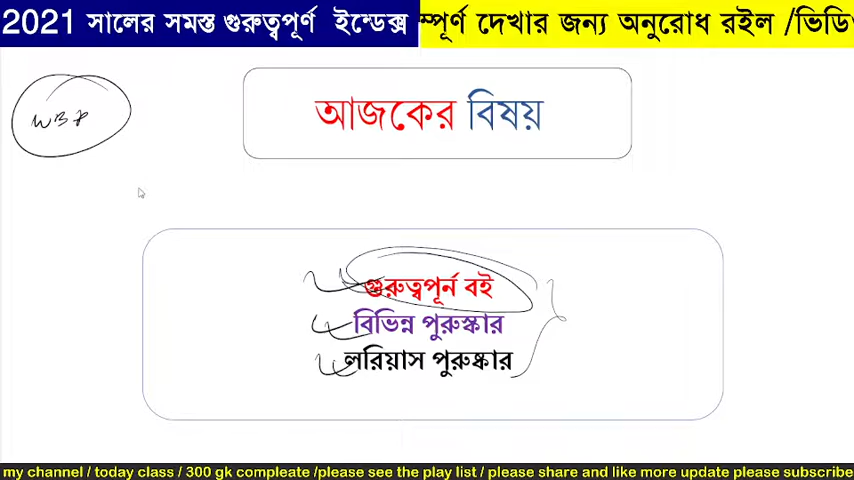 2021 সালের সমস্ত গুরুত্বপূর্ণ ইন্ডেক্স
ম্পূর্ণ দেখার জন্য অনুরোধ রইল /ভিডি
আজকের বিষয়
WBP
গুরুত্বপূর্ন বই
বিভিন্ন পুরুস্কার
লরিয়াস পুরুষ্কার
my channel / today class / 300 gk compleate /please see the play list / please share and like more update please subscribe